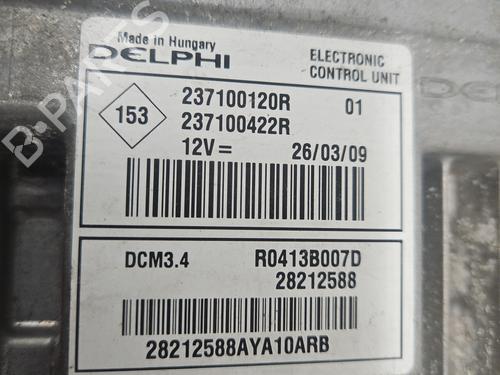 Made in Hungary
DELPHI
ELECTRONIC
CONTROL UNIT
153
237100120R 01
237100422R
12V= 26/03/09
DCM3.4 R0413B007D
28212588
28212588AYA10ARB
B-PARTS